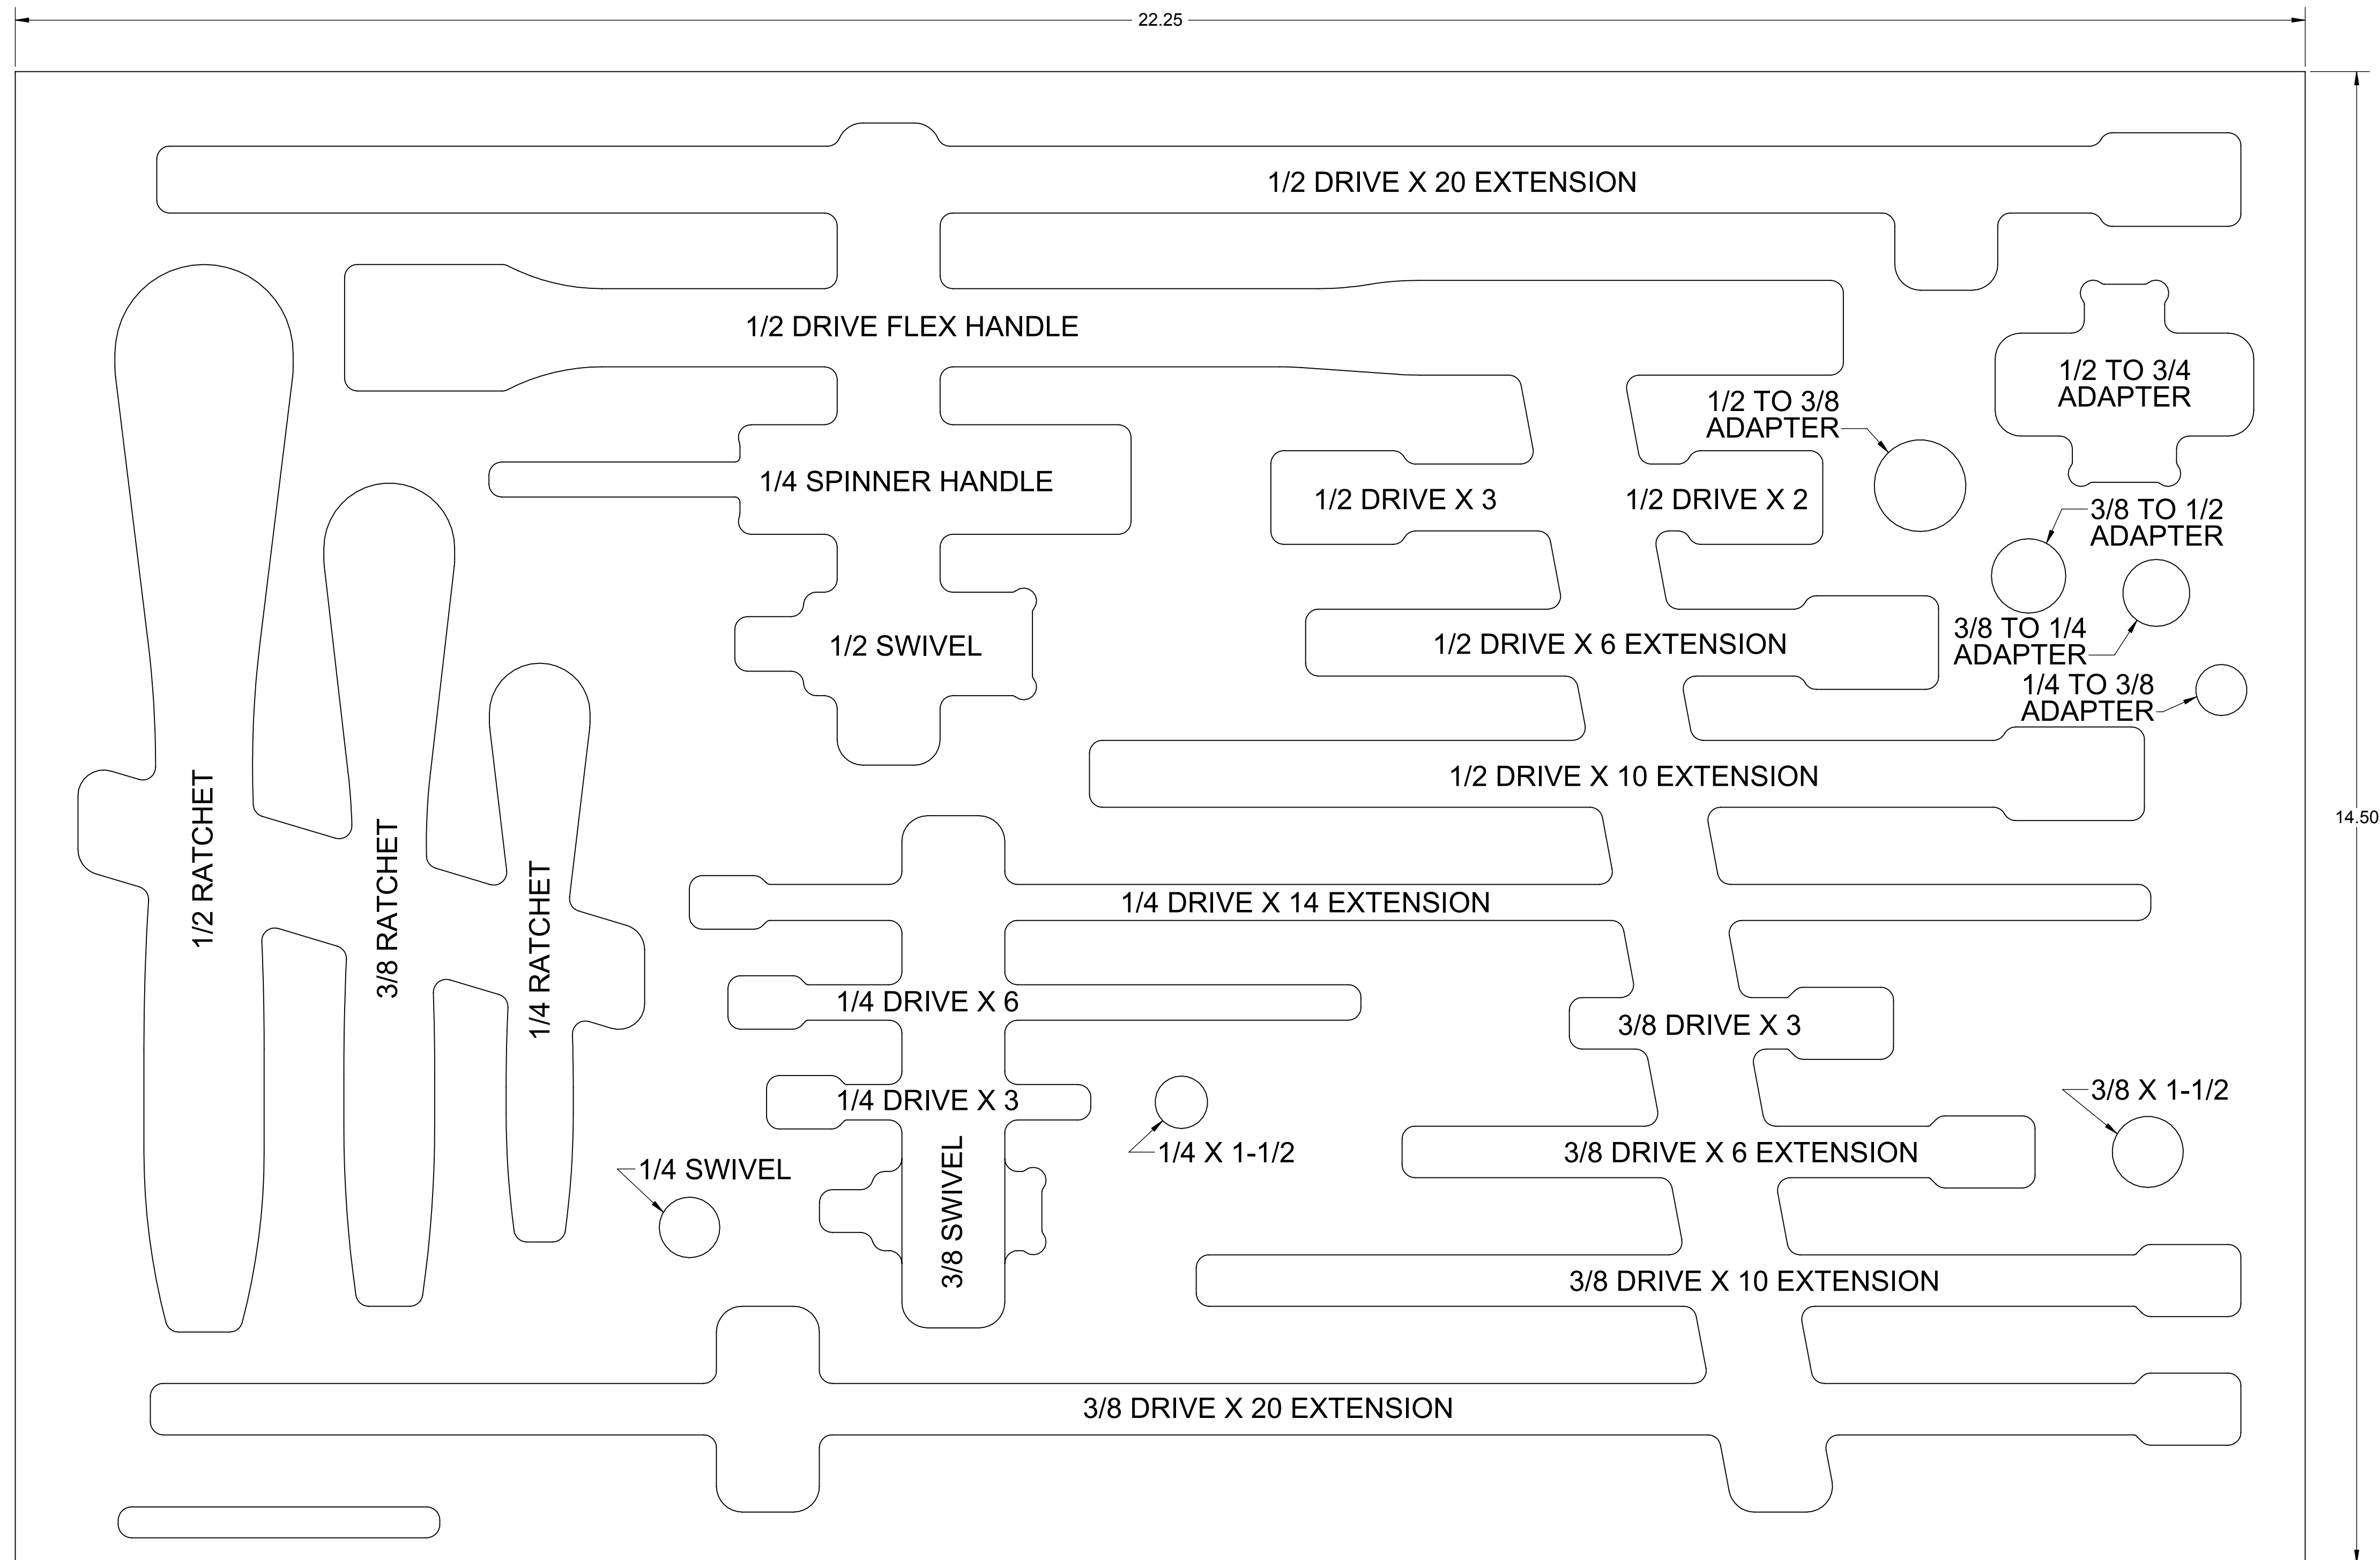 22.25
1/2 DRIVE X 20 EXTENSION
1/2 DRIVE FLEX HANDLE
1/2 TO 3/4
ADAPTER
1/2 TO 3/8
ADAPTER
1/4 SPINNER HANDLE
1/2 DRIVE X 3
1/2 DRIVE X 2
3/8 TO 1/2
ADAPTER
1/2 SWIVEL
1/2 DRIVE X 6 EXTENSION
3/8 TO 1/4
ADAPTER
1/4 TO 3/8
ADAPTER
1/2 DRIVE X 10 EXTENSION
14.50
1/2 RATCHET
3/8 RATCHET
1/4 RATCHET
1/4 DRIVE X 14 EXTENSION
1/4 DRIVE X 6
3/8 DRIVE X 3
1/4 DRIVE X 3
3/8 X 1-1/2
1/4 X 1-1/2
3/8 DRIVE X 6 EXTENSION
1/4 SWIVEL
3/8 SWIVEL
3/8 DRIVE X 10 EXTENSION
3/8 DRIVE X 20 EXTENSION